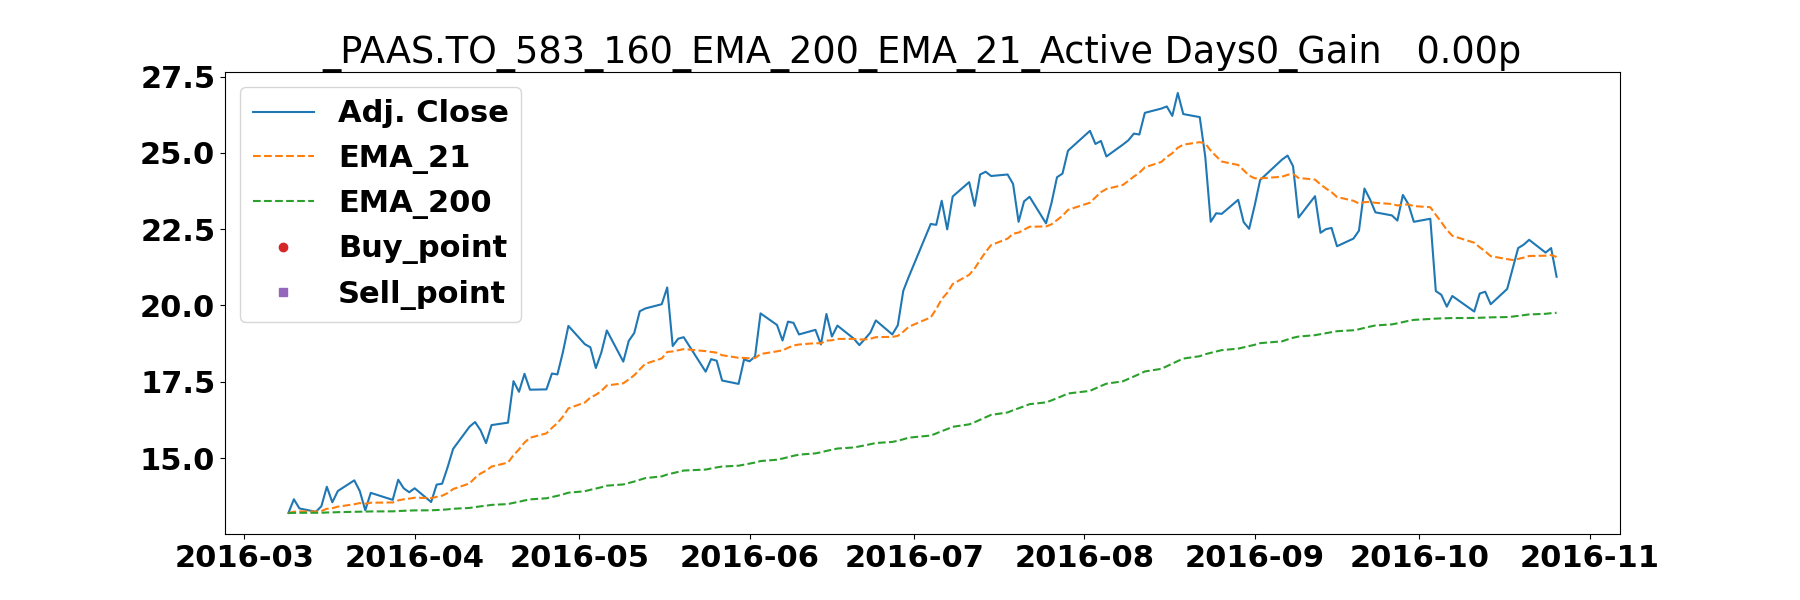 _PAAS.TO_583_160_EMA_200_EMA_21_Active Days0_Gain   0.00p
27.5
25.0
22.5
20.0
17.5
15.0
Adj. Close
EMA_21
EMA_200
Buy_point
Sell_point
2016-03 2016-04 2016-05 2016-06 2016-07 2016-08 2016-09 2016-10 2016-11